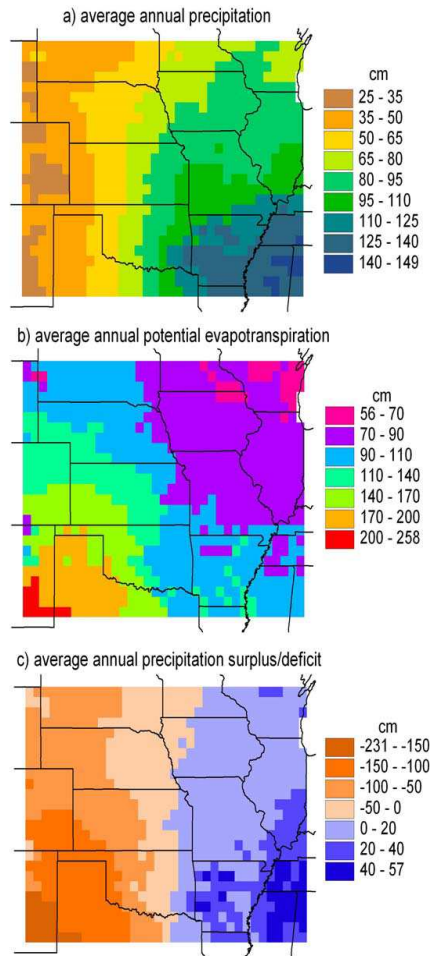 a) average annual precipitation
cm
25 - 35
35 - 50
50 - 65
65 - 80
80 - 95
95 - 110
110 - 125
125 - 140
140 - 149
b) average annual potential evapotranspiration
cm
56 - 70
70 - 90
90 - 110
110 - 140
140 - 170
170 - 200
200 - 258
c) average annual precipitation surplus/deficit
cm
-231 - -150
-150 - -100
-100 - -50
-50 - 0
0 - 20
20 - 40
40 - 57